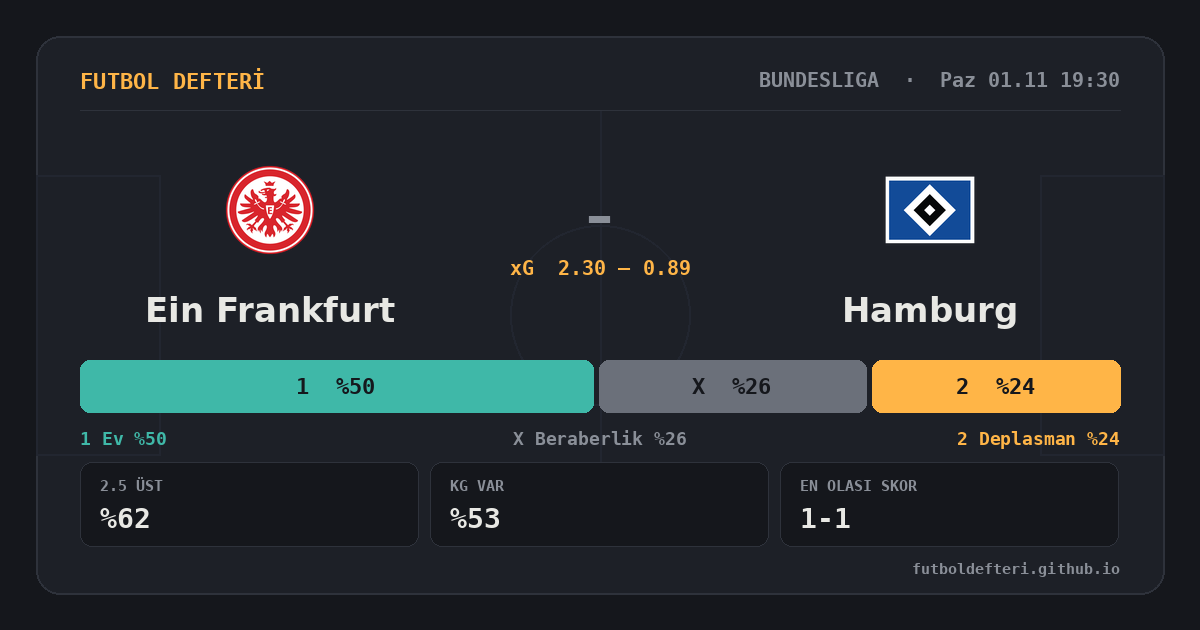 FUTBOL DEFTERİ
BUNDESLIGA · Paz 01.11 19:30
E
–
xG 2.30 – 0.89
Ein Frankfurt
Hamburg
1 %50
X %26
2 %24
1 Ev %50
X Beraberlik %26
2 Deplasman %24
2.5 ÜST
KG VAR
EN OLASI SKOR
%62
%53
1-1
futboldefteri.github.io